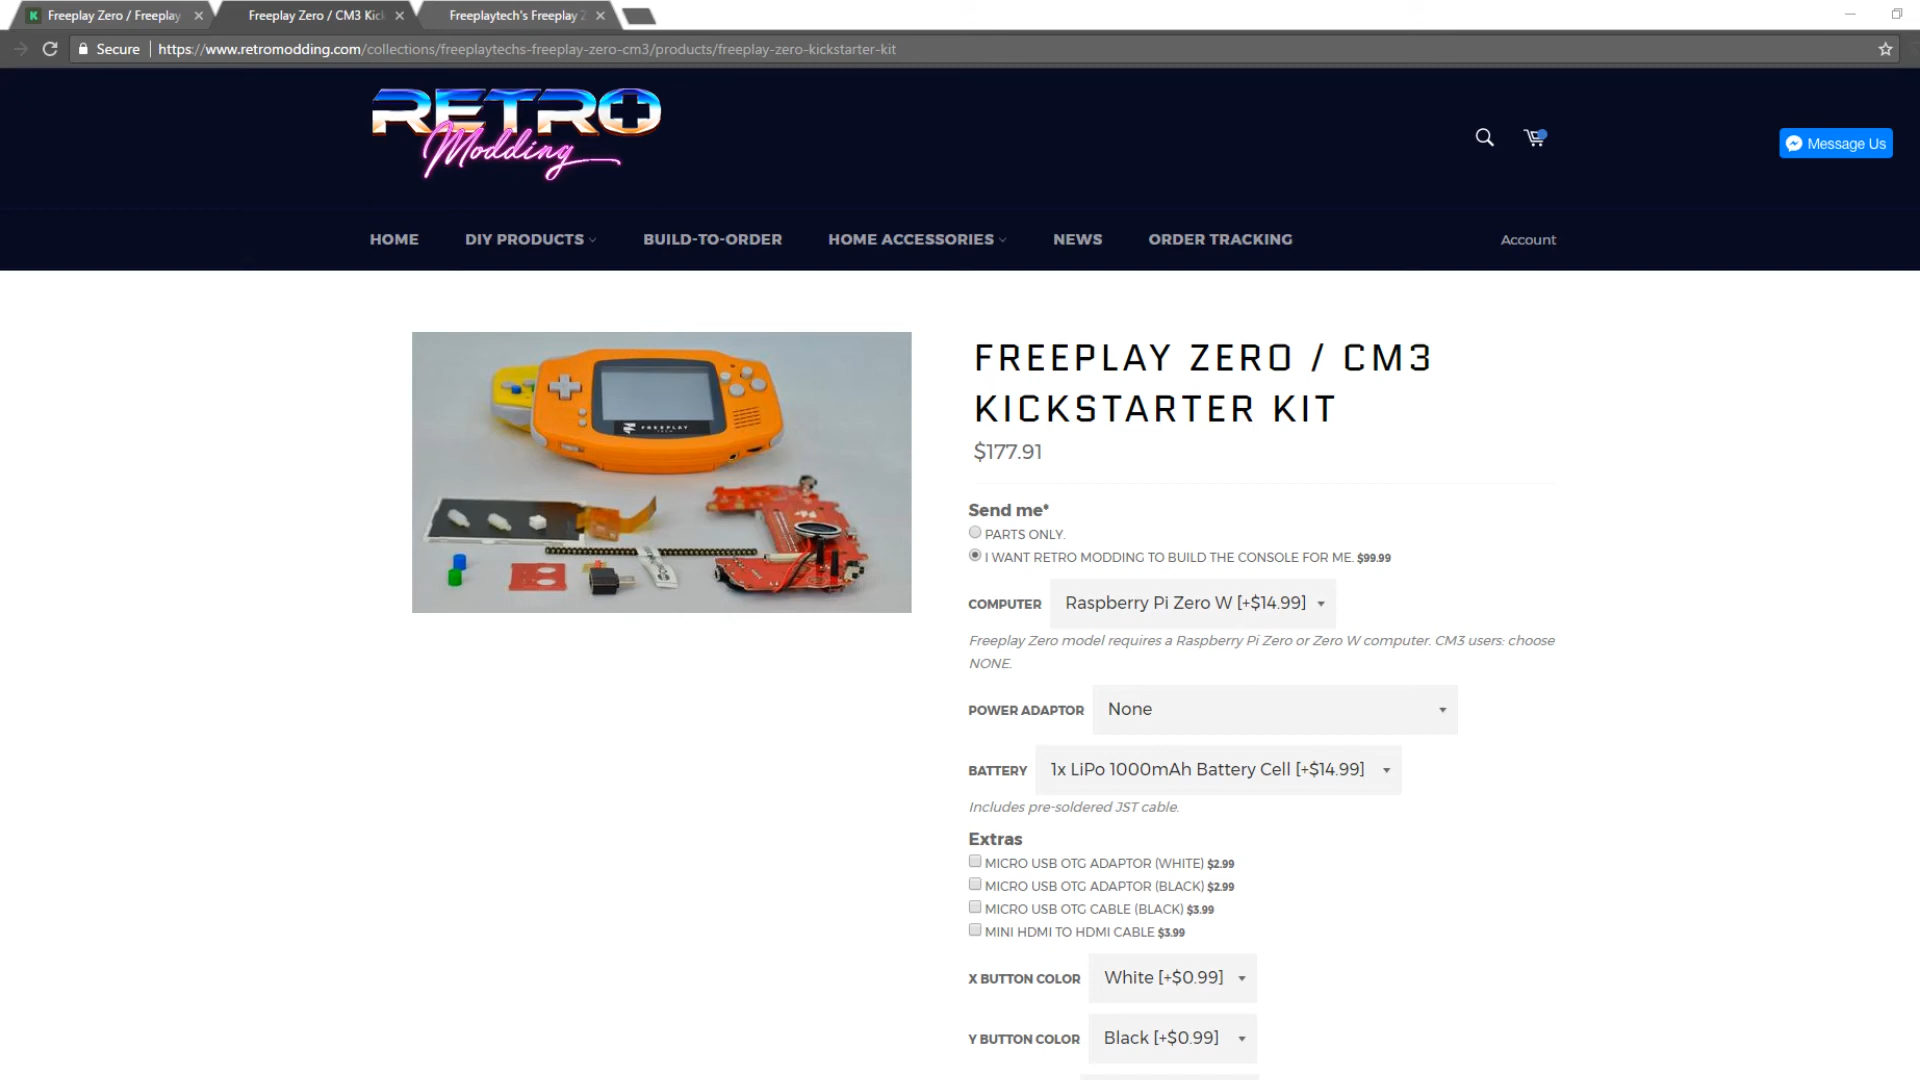 Freeplay Zero / Freeplay
Freeplay Zero / CM3 Kick
Freeplaytech's Freeplay Z
Secure
https://www.retromodding.com/collections/freeplaytechs-freeplay-zero-cm3/products/freeplay-zero-kickstarter-kit
RETRO
Modding
Message Us
HOME
DIY PRODUCTS
BUILD-TO-ORDER
HOME ACCESSORIES
NEWS
ORDER TRACKING
Account
FREEPLAY
FREEPLAY ZERO / CM3
KICKSTARTER KIT
$177.91
Send me*
PARTS ONLY.
I WANT RETRO MODDING TO BUILD THE CONSOLE FOR ME. $99.99
COMPUTER
Raspberry Pi Zero W [+$14.99]
Freeplay Zero model requires a Raspberry Pi Zero or Zero W computer. CM3 users: choose
NONE.
POWER ADAPTOR
None
BATTERY
1x LiPo 1000mAh Battery Cell [+$14.99]
Includes pre-soldered JST cable.
Extras
MICRO USB OTG ADAPTOR (WHITE) $2.99
MICRO USB OTG ADAPTOR (BLACK) $2.99
MICRO USB OTG CABLE (BLACK) $3.99
MINI HDMI TO HDMI CABLE $3.99
X BUTTON COLOR
White [+$0.99]
Y BUTTON COLOR
Black [+$0.99]